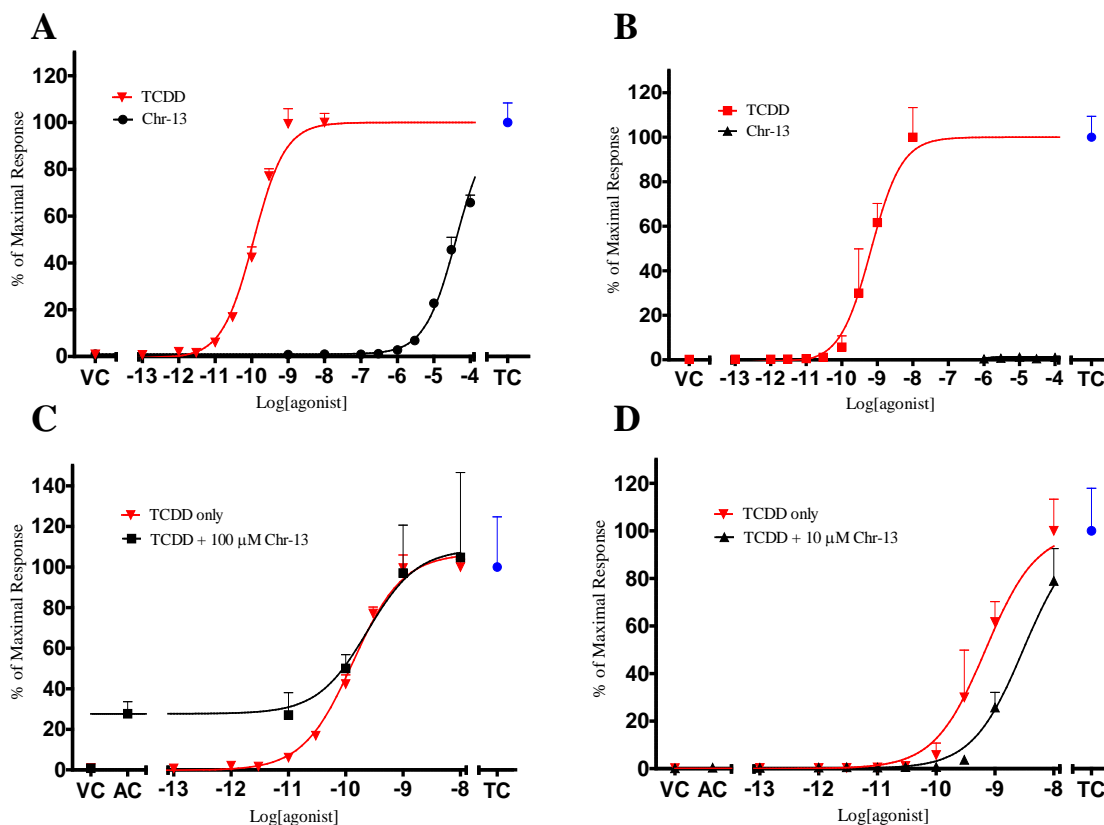 A
% of Maximal Response
120
100
80
60
40
20
0
TCDD
Chr-13
VC -13 -12 -11 -10 -9 -8 -7 -6 -5 -4 TC
Log[agonist]
B
% of Maximal Response
120
100
80
60
40
20
0
TCDD
Chr-13
VC -13 -12 -11 -10 -9 -8 -7 -6 -5 -4 TC
Log[agonist]
C
% of Maximal Response
140
120
100
80
60
40
20
0
TCDD only
TCDD + 100 µM Chr-13
VC AC -13 -12 -11 -10 -9 -8 TC
Log[agonist]
D
% of Maximal Response
120
100
80
60
40
20
0
TCDD only
TCDD + 10 µM Chr-13
VC AC -13 -12 -11 -10 -9 -8 TC
Log[agonist]